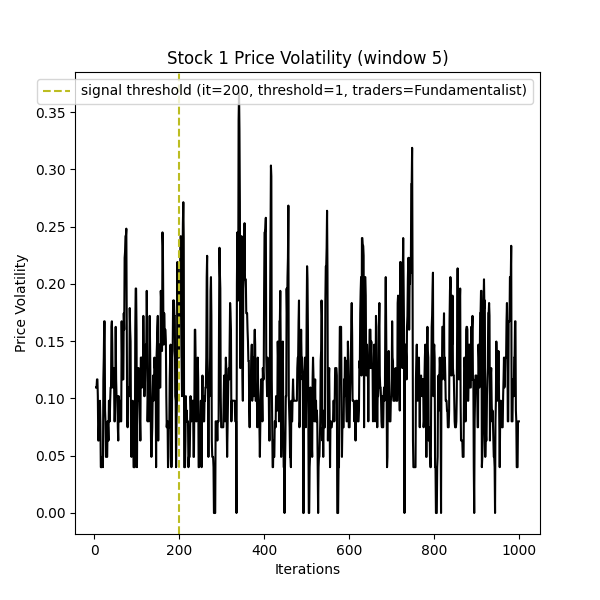 Stock 1 Price Volatility (window 5)
signal threshold (it=200, threshold=1, traders=Fundamentalist)
0.35
0.30
0.25
0.20
0.15
0.10
0.05
0.00
Price Volatility
0 200 400 600 800 1000
Iterations